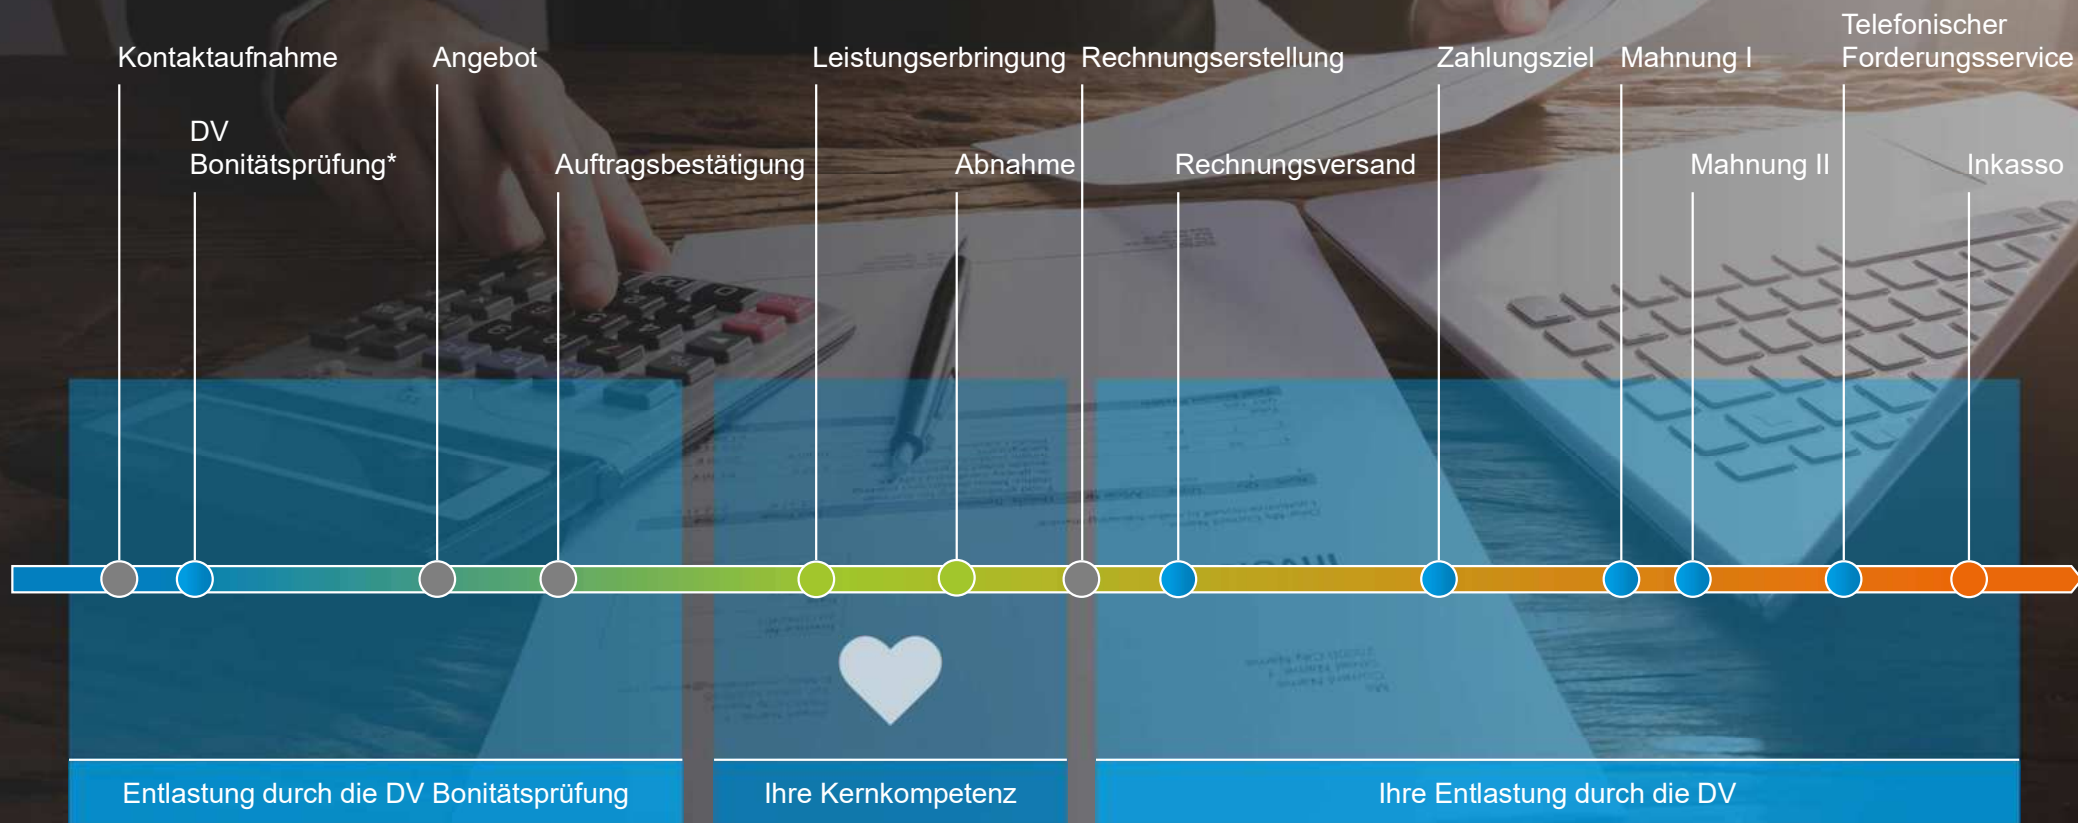 Telefonischer
Kontaktaufnahme Angebot Leistungserbringung Rechnungserstellung Zahlungsziel Mahnung I Forderungsservice
DV
Bonitätsprüfung* Auftragsbestätigung Abnahme Rechnungsversand Mahnung II Inkasso
Entlastung durch die DV Bonitätsprüfung Ihre Kernkompetenz Ihre Entlastung durch die DV